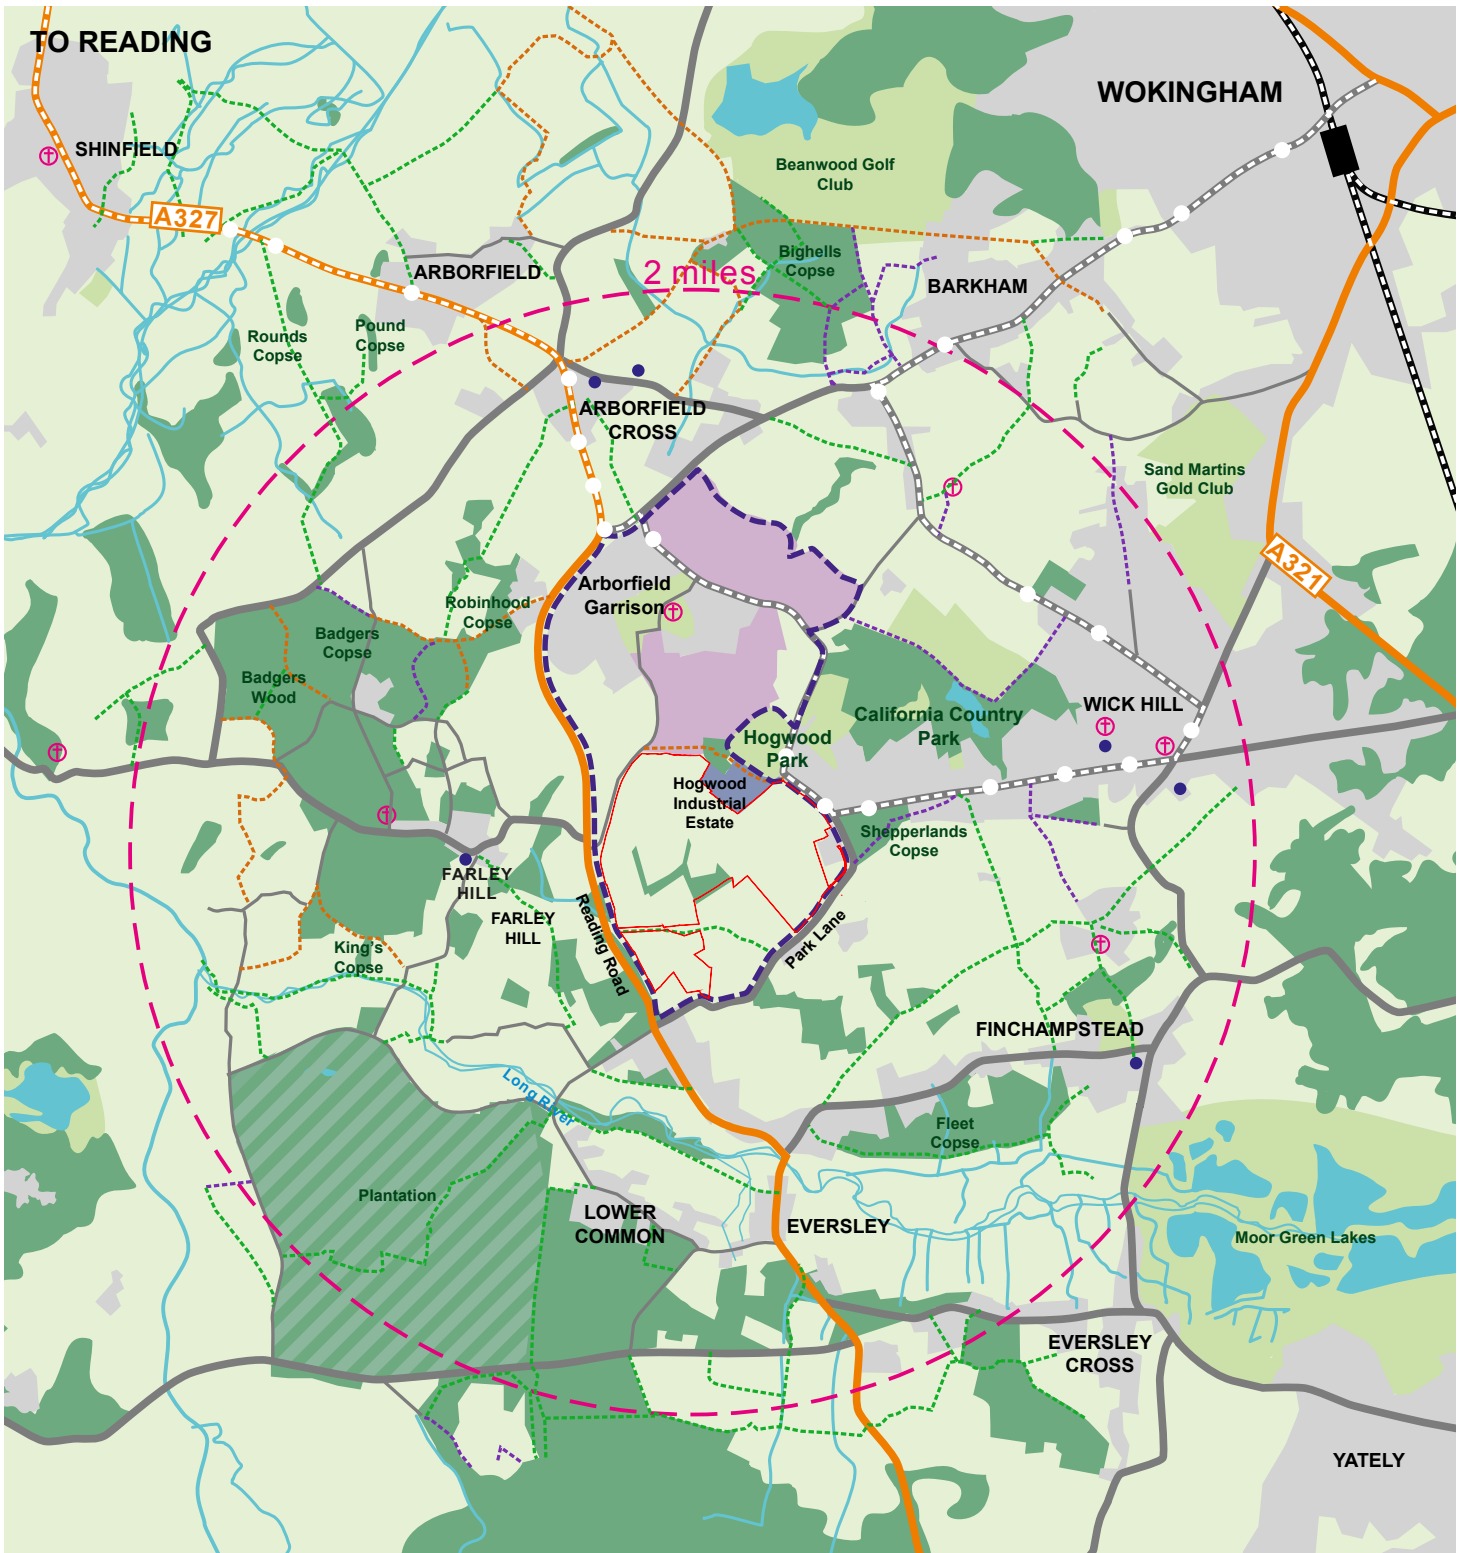 TO READING
WOKINGHAM
SHINFIELD
Beanwood Golf
Club
A327
Bighells
Copse
ARBORFIELD
2 miles
BARKHAM
Rounds
Copse
Pound
Copse
ARBORFIELD
CROSS
Sand Martins
Gold Club
A321
Arborfield
Garrison
Robinhood
Copse
Badgers
Copse
Badgers
Wood
WICK HILL
California Country
Park
Hogwood
Park
Hogwood
Industrial
Estate
Shepperlands
Copse
FARLEY
HILL
FARLEY
HILL
Reading Road
Park Lane
King's
Copse
FINCHAMPSTEAD
Long River
Fleet
Copse
Plantation
LOWER
COMMON
EVERSLEY
Moor Green Lakes
EVERSLEY
CROSS
YATELY